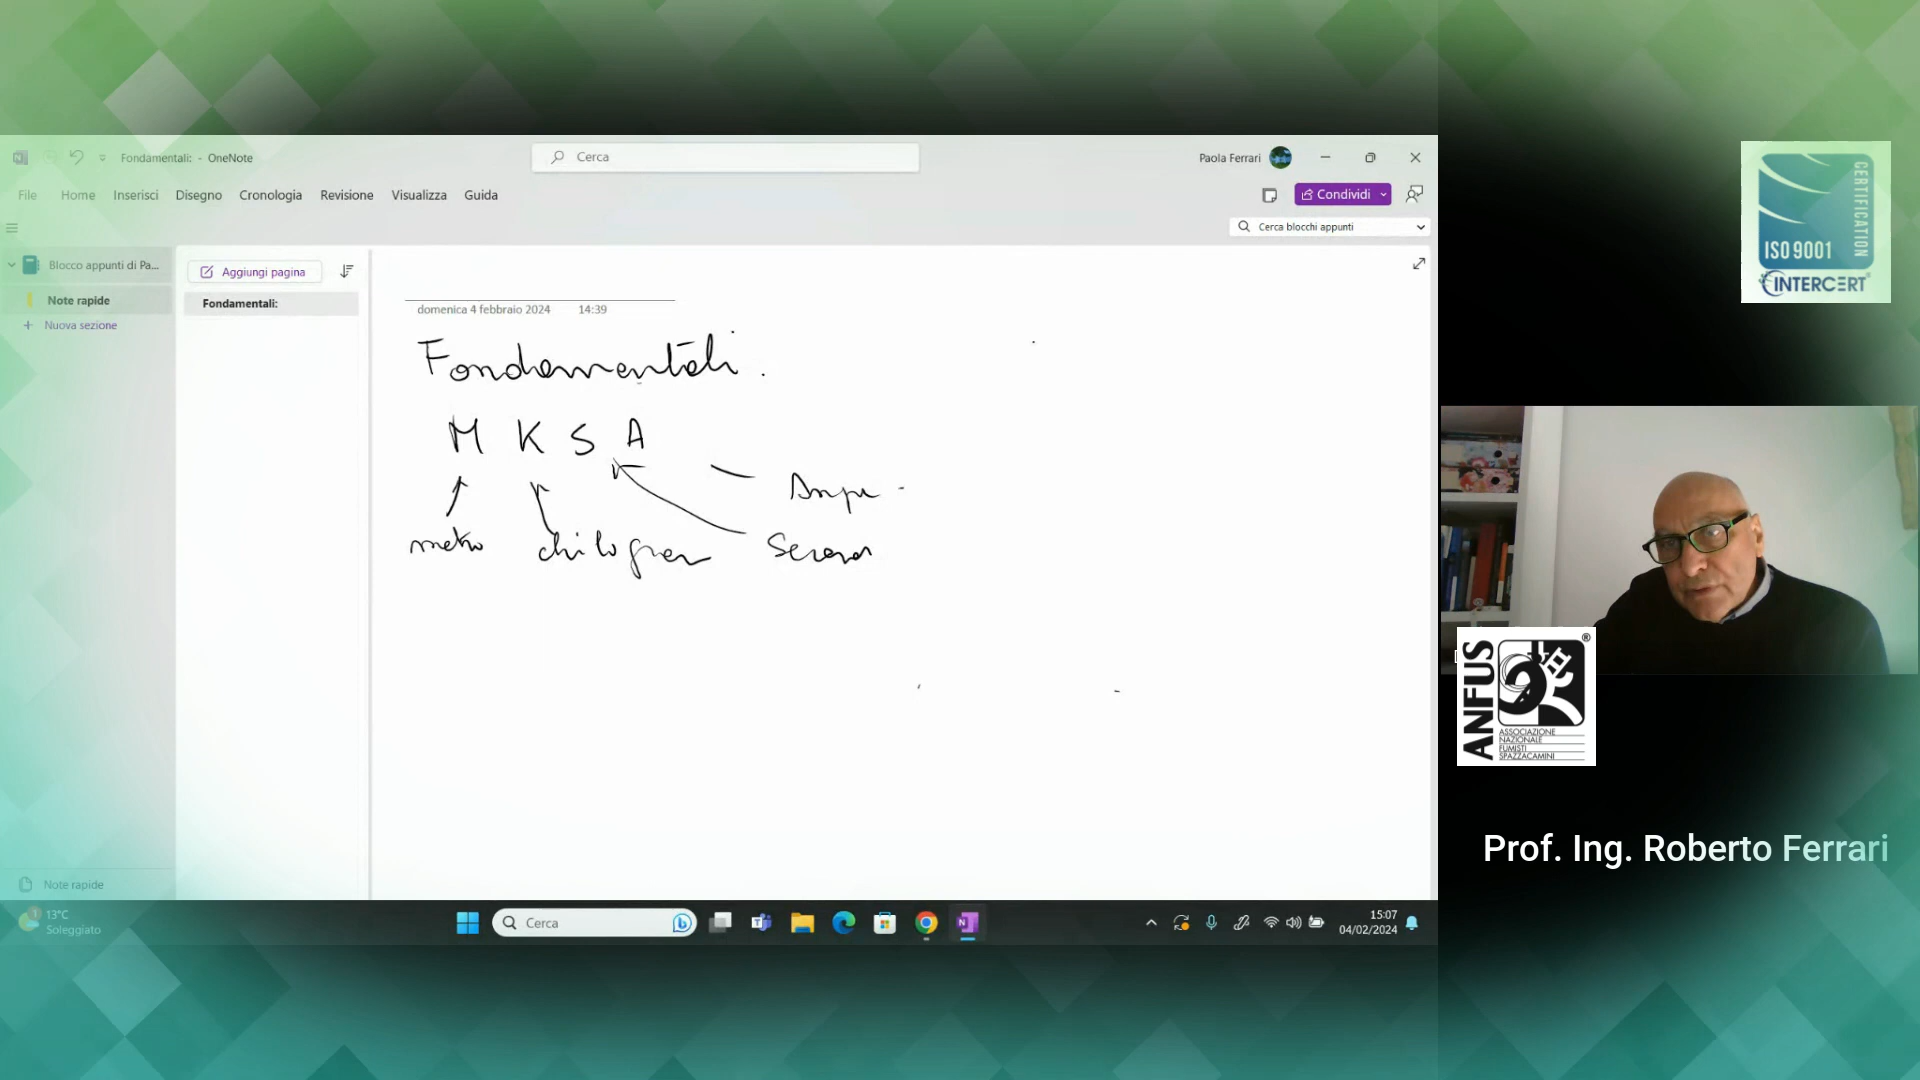 Fondamentali: - OneNote
Cerca
Paola Ferrari
File Home Inserisci Disegno Cronologia Revisione Visualizza Guida
Condividi
Cerca blocchi appunti
Blocco appunti di Pa...
Note rapide
Nuova sezione
Aggiungi pagina
Fondamentali:
domenica 4 febbraio 2024 14:39
Fondamentali.
M K S A
metro
Note rapide
1
13°C
Soleggiato
Cerca
15:07
04/02/2024
CERTIFICATION
ISO 9001
INTERCERT
ANFUS
®
ASSOCIAZIONE
NAZIONALE
FUMISTI
SPAZZACAMINI
Prof. Ing. Roberto Ferrari